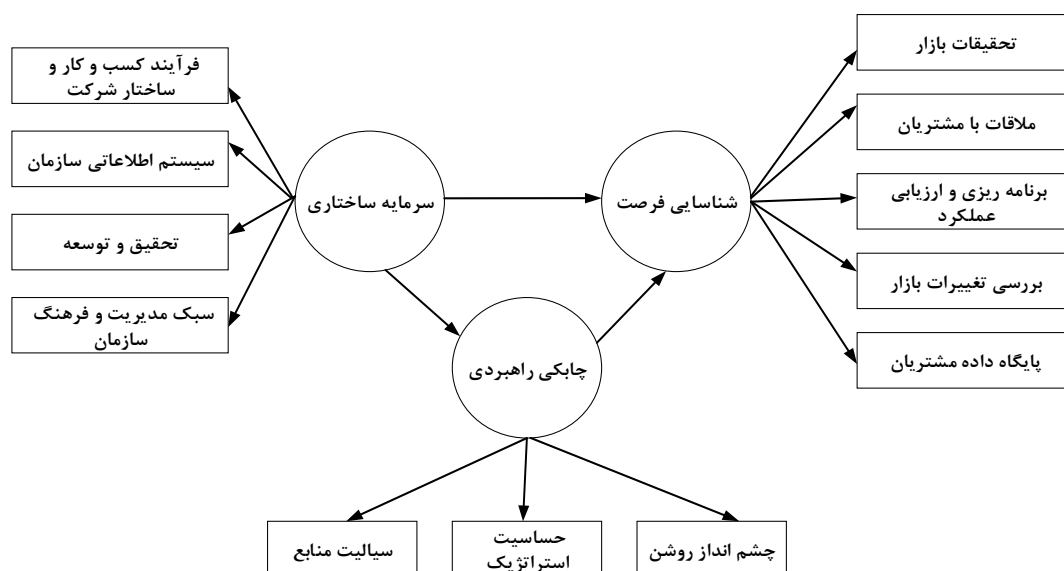 تحقیقات بازار
ملاقات با مشتریان
برنامه ریزی و ارزیابی
عملکرد
بررسی تغییرات بازار
پایگاه داده مشتریان
شناسایی فرصت
سرمایه ساختاری
چابکی راهبردی
فرآیند کسب و کار و
ساختار شرکت
سیستم اطلاعاتی سازمان
تحقیق و توسعه
سبک مدیریت و فرهنگ
سازمان
چشم انداز روشن
حساسیت
استراتژیک
سیالیت منابع